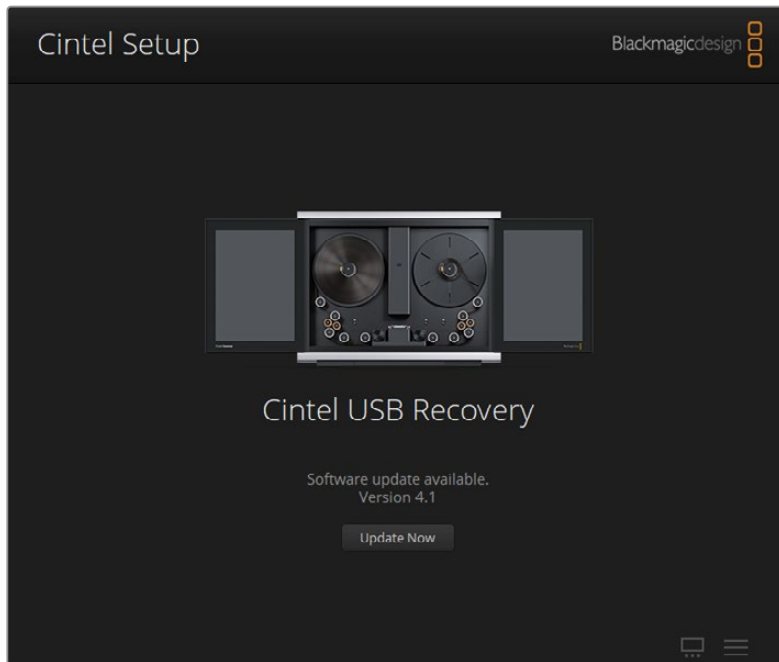 Cintel Setup
Blackmagicdesign
Cintel USB Recovery
Software update available.
Version 4.1
Update Now